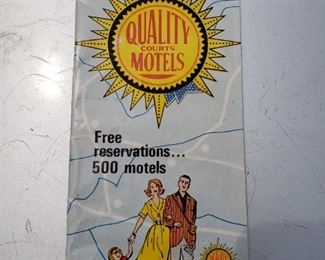 QUALITY
COURTS
MOTELS
Free
reservations...
500 motels